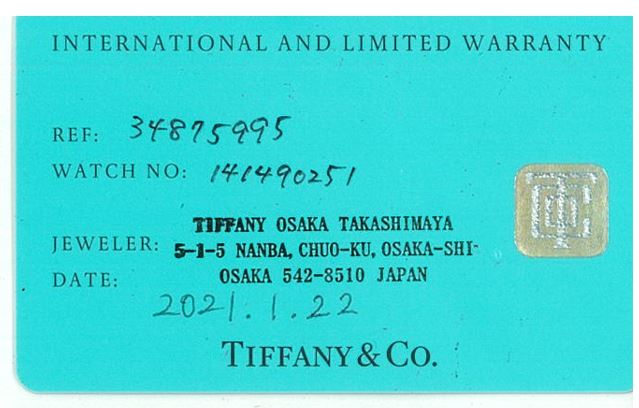 INTERNATIONAL AND LIMITED WARRANTY
REF: 34875995
WATCH NO: 141490251
TIFFANY OSAKA TAKASHIMAYA
JEWELER: 5-1-5 NANBA, CHUO-KU, OSAKA-SHI-
DATE: OSAKA 542-8510 JAPAN
2021.1.22
TIFFANY & CO.